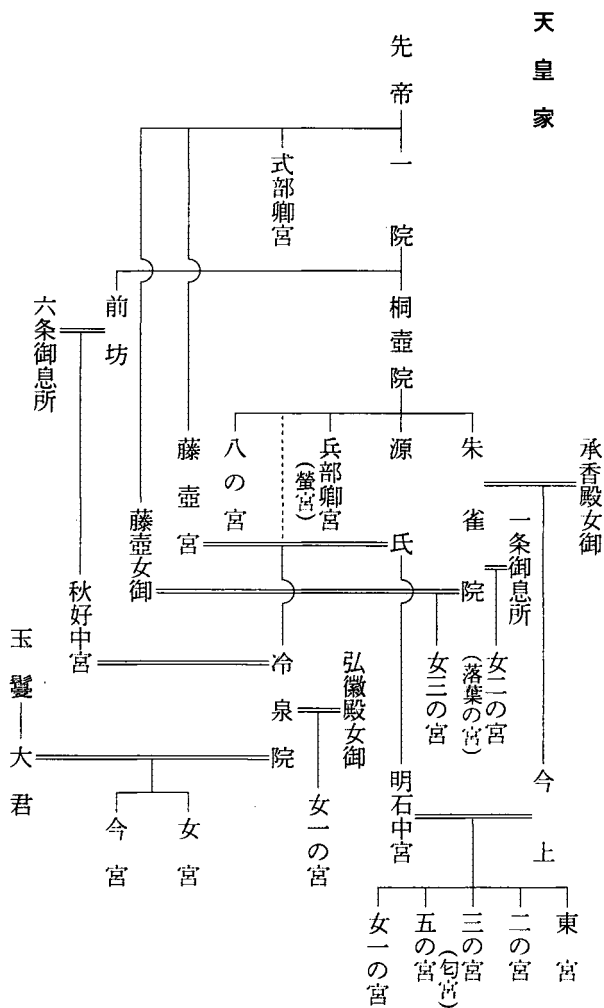 天皇家
先帝
一院
式部卿宮
桐壺院
前坊
六条御息所
承香殿女御
朱雀院
一条御息所
源氏
兵部卿宮
(螢宮)
八の宮
藤壺宮
藤壺女御
秋好中宮
今上
女二の宮
(落葉の宮)
女三の宮
明石中宮
弘徽殿女御
冷泉院
玉鬘
大君
女一の宮
女宮
今宮
東宮
二の宮
三の宮
(匂宮)
五の宮
女一の宮